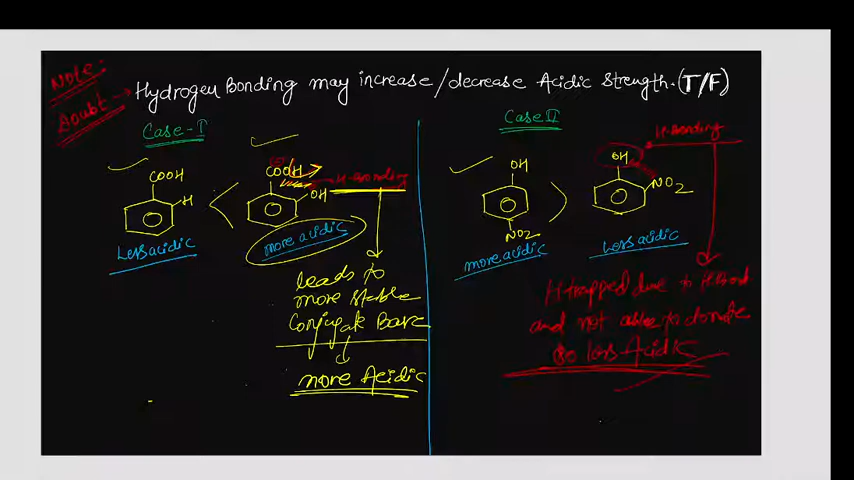 Note:
Doubt → Hydrogen Bonding may increase/decrease Acidic Strength. (T/F)
Case-I
COOH
H
Less acidic
<
COOH
OH
H-Bonding
more acidic
leads to
more stable
Conjugate Base
more Acidic
Case II
OH
NO2
more acidic
>
H-Bonding
OH
NO2
Less acidic
H trapped due to H-Bond
and not able to donate
so less Acidic